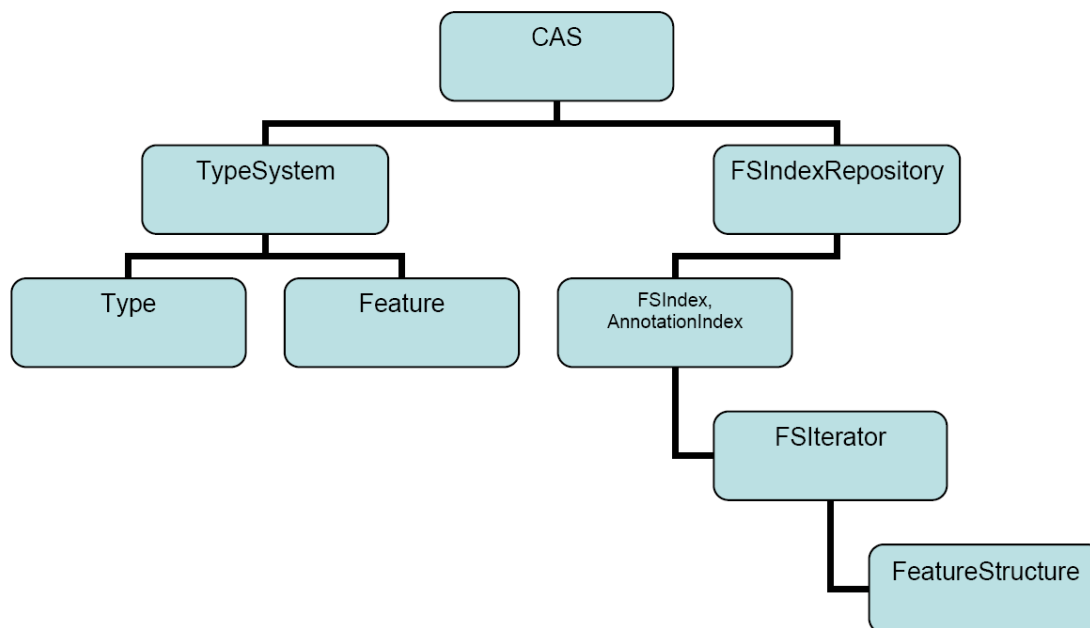 CAS
TypeSystem
FSIndexRepository
Type
Feature
FSIndex,
AnnotationIndex
FSIterator
FeatureStructure